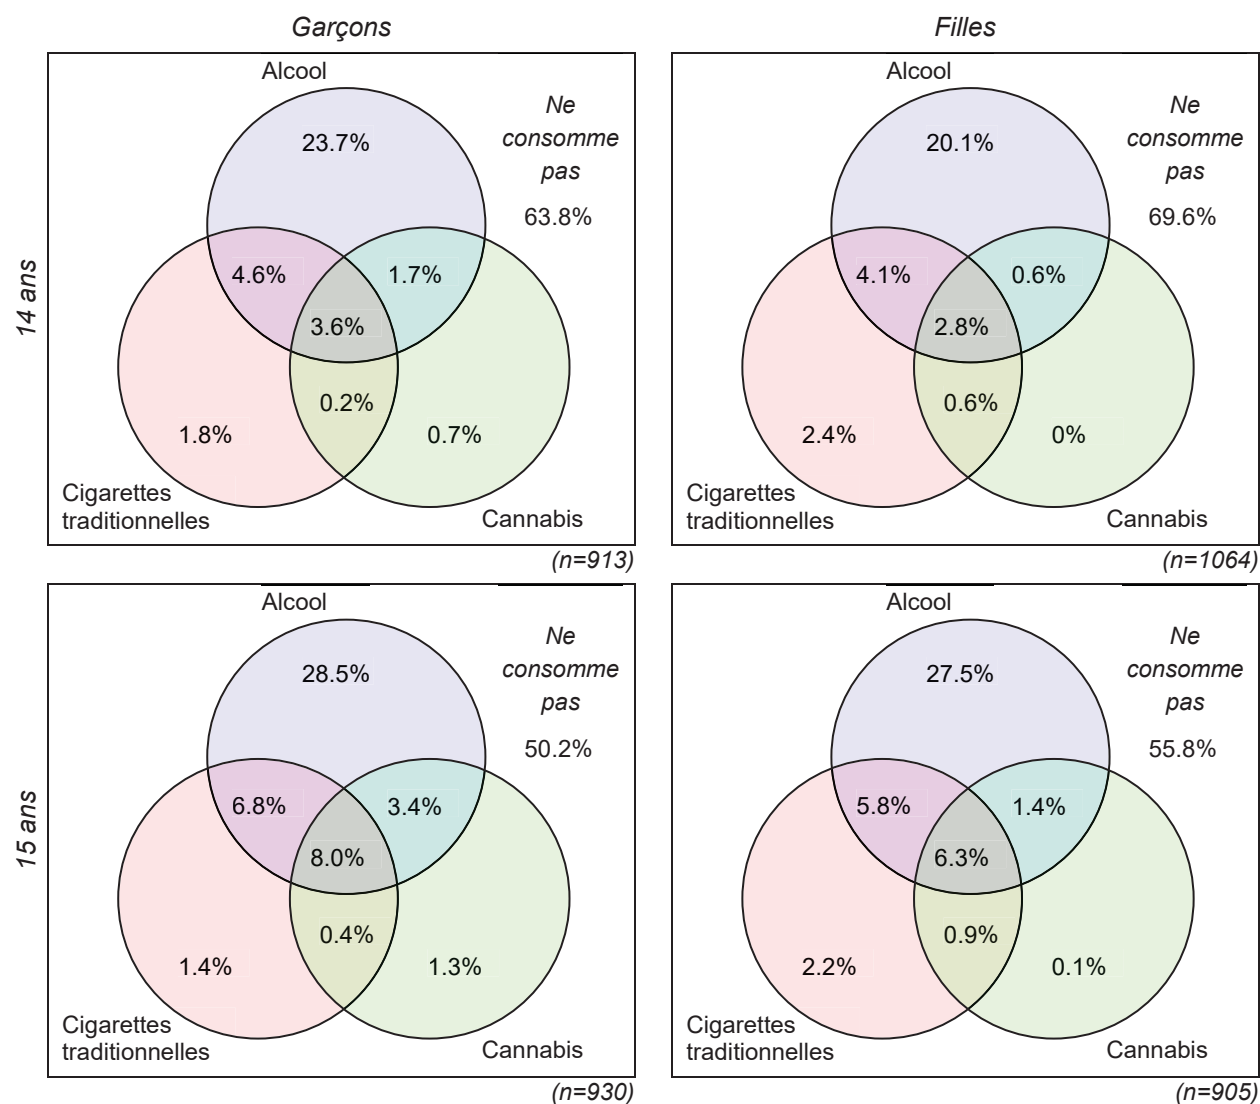 Garçons
Filles
14 ans
Alcool
Ne
consomme
pas
63.8%
23.7%
4.6%
1.7%
3.6%
0.2%
1.8%
0.7%
Cigarettes
traditionnelles
Cannabis
(n=913)
Alcool
Ne
consomme
pas
69.6%
20.1%
4.1%
0.6%
2.8%
0.6%
2.4%
0%
Cigarettes
traditionnelles
Cannabis
(n=1064)
15 ans
Alcool
Ne
consomme
pas
50.2%
28.5%
6.8%
3.4%
8.0%
0.4%
1.4%
1.3%
Cigarettes
traditionnelles
Cannabis
(n=930)
Alcool
Ne
consomme
pas
55.8%
27.5%
5.8%
1.4%
6.3%
0.9%
2.2%
0.1%
Cigarettes
traditionnelles
Cannabis
(n=905)